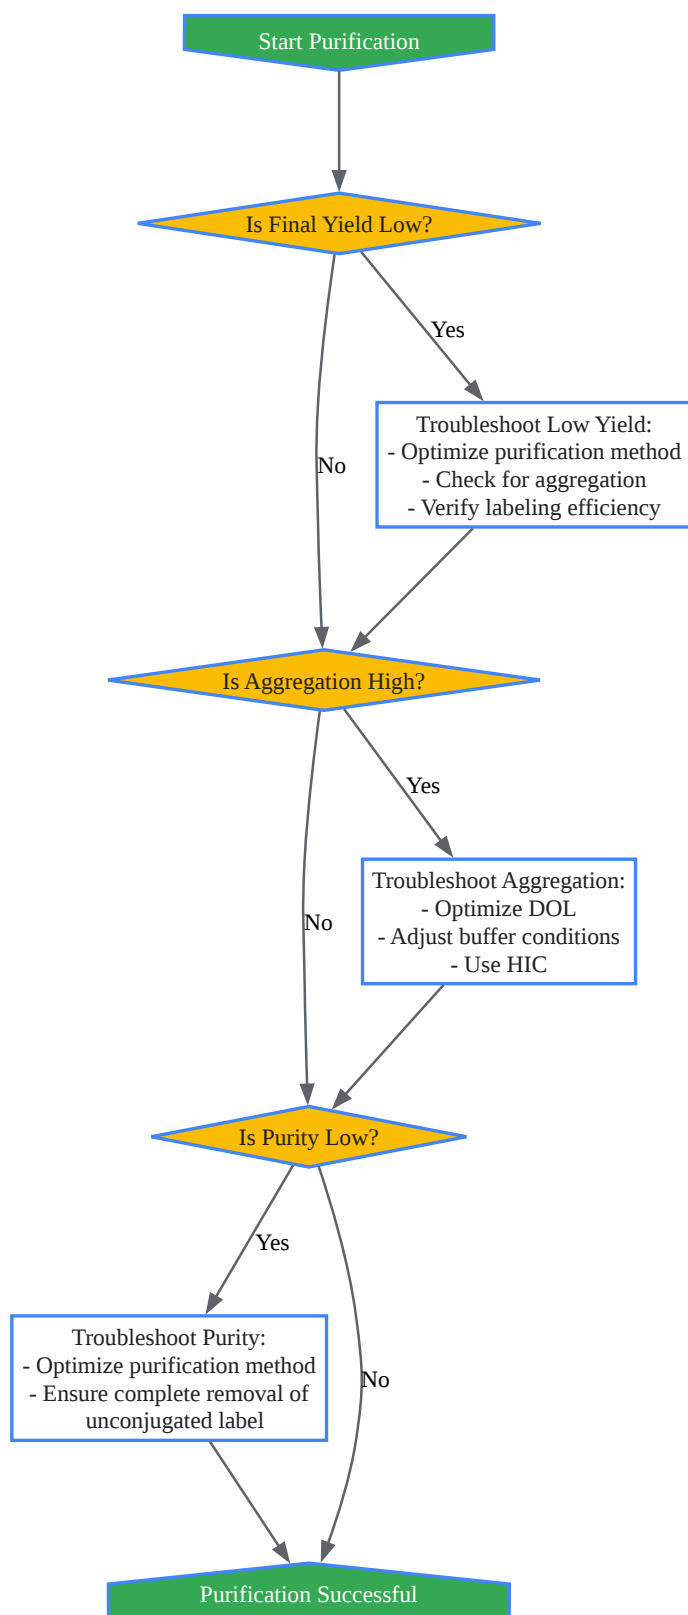 Start Purification
Is Final Yield Low?
Yes
No
Troubleshoot Low Yield:
- Optimize purification method
- Check for aggregation
- Verify labeling efficiency
Is Aggregation High?
Yes
No
Troubleshoot Aggregation:
- Optimize DOL
- Adjust buffer conditions
- Use HIC
Is Purity Low?
Yes
No
Troubleshoot Purity:
- Optimize purification method
- Ensure complete removal of
unconjugated label
Purification Successful